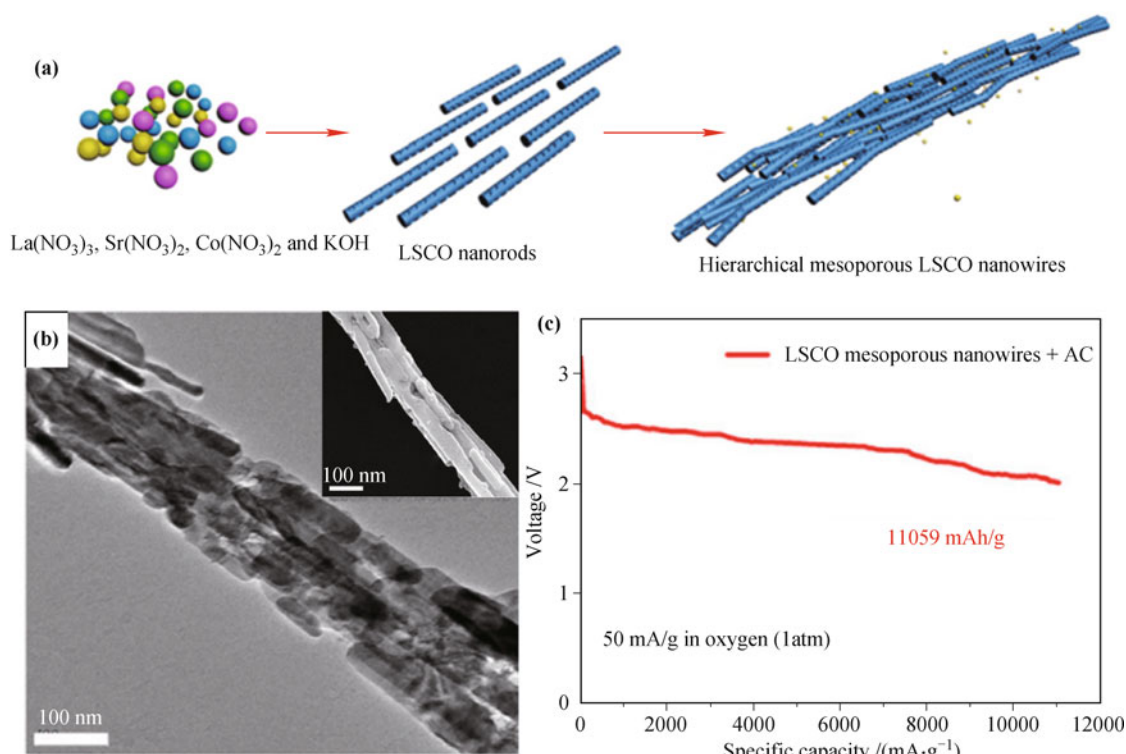 (a)
La(NO₃)₃, Sr(NO₃)₂, Co(NO₃)₂ and KOH
LSCO nanorods
Hierarchical mesoporous LSCO nanowires
(b)
100 nm
100 nm
(c)
LSCO mesoporous nanowires + AC
3
2
1
0
Voltage /V
11059 mAh/g
50 mA/g in oxygen (1atm)
0 2000 4000 6000 8000 10000 12000
Specific capacity /(mA·g⁻¹)